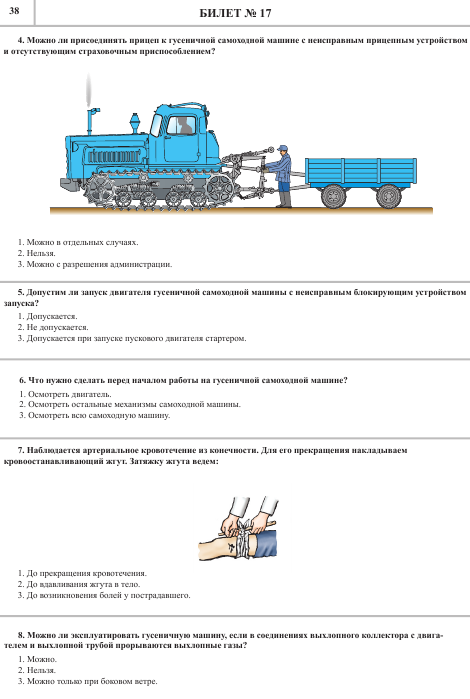 38
БИЛЕТ № 17
4. Можно ли присоединять прицеп к гусеничной самоходной машине с неисправным прицепным устройством
и отсутствующим страховочным приспособлением?
1. Можно в отдельных случаях.
2. Нельзя.
3. Можно с разрешения администрации.
5. Допустим ли запуск двигателя гусеничной самоходной машины с неисправным блокирующим устройством
запуска?
1. Допускается.
2. Не допускается.
3. Допускается при запуске пускового двигателя стартером.
6. Что нужно сделать перед началом работы на гусеничной самоходной машине?
1. Осмотреть двигатель.
2. Осмотреть остальные механизмы самоходной машины.
3. Осмотреть всю самоходную машину.
7. Наблюдается артериальное кровотечение из конечности. Для его прекращения накладываем
кровоостанавливающий жгут. Затяжку жгута ведем:
1. До прекращения кровотечения.
2. До вдавливания жгута в тело.
3. До возникновения болей у пострадавшего.
8. Можно ли эксплуатировать гусеничную машину, если в соединениях выхлопного коллектора с двига-
телем и выхлопной трубой прорываются выхлопные газы?
1. Можно.
2. Нельзя.
3. Можно только при боковом ветре.